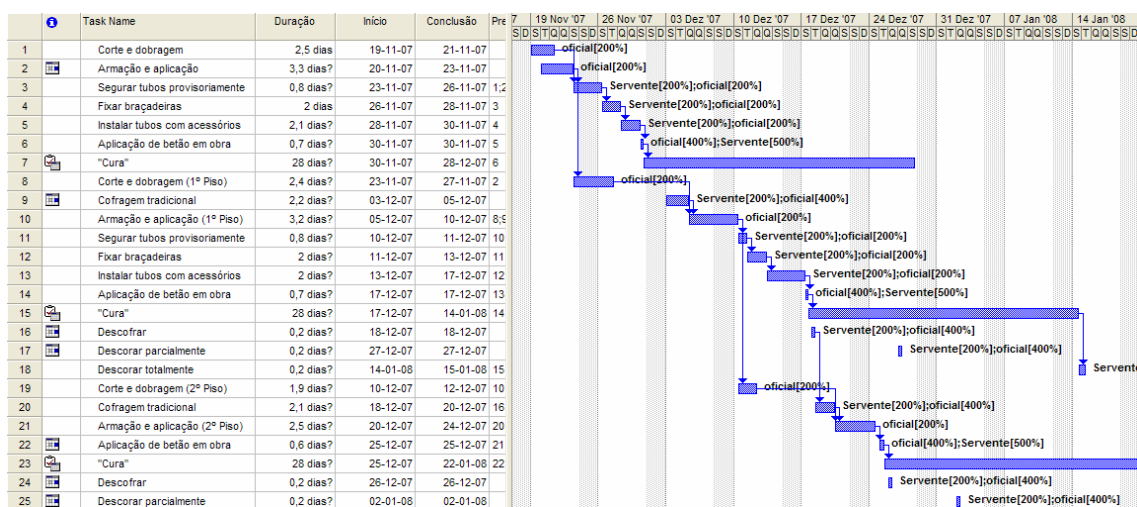 Task Name Duração Início Conclusão Pre 7 19 Nov '07 26 Nov '07 03 Dez '07 10 Dez '07 17 Dez '07 24 Dez '07 31 Dez '07 07 Jan '08 14 Jan '08
S D S T Q Q S S D S T Q Q S S D S T Q Q S S D S T Q Q S S D S T Q Q S S D S T Q Q S S D S T Q Q S S D S T Q Q S S D S T Q Q S S D
1 Corte e dobragem 2,5 dias 19-11-07 21-11-07 oficial[200%]
2 Armação e aplicação 3,3 dias? 20-11-07 23-11-07 oficial[200%]
3 Segurar tubos provisoriamente 0,8 dias? 23-11-07 26-11-07 1;2 Servente[200%];oficial[200%]
4 Fixar braçadeiras 2 dias 26-11-07 28-11-07 3 Servente[200%];oficial[200%]
5 Instalar tubos com acessórios 2,1 dias? 28-11-07 30-11-07 4 Servente[200%];oficial[200%]
6 Aplicação de betão em obra 0,7 dias? 30-11-07 30-11-07 5 oficial[400%];Servente[500%]
7 "Cura" 28 dias? 30-11-07 28-12-07 6
8 Corte e dobragem (1º Piso) 2,4 dias? 23-11-07 27-11-07 2 oficial[200%]
9 Cofragem tradicional 2,2 dias? 03-12-07 05-12-07 Servente[200%];oficial[400%]
10 Armação e aplicação (1º Piso) 3,2 dias? 05-12-07 10-12-07 8;9 oficial[200%]
11 Segurar tubos provisoriamente 0,8 dias? 10-12-07 11-12-07 10 Servente[200%];oficial[200%]
12 Fixar braçadeiras 2 dias? 11-12-07 13-12-07 11 Servente[200%];oficial[200%]
13 Instalar tubos com acessórios 2 dias? 13-12-07 17-12-07 12 Servente[200%];oficial[200%]
14 Aplicação de betão em obra 0,7 dias? 17-12-07 17-12-07 13 oficial[400%];Servente[500%]
15 "Cura" 28 dias? 17-12-07 14-01-08 14
16 Descofrar 0,2 dias? 18-12-07 18-12-07 Servente[200%];oficial[400%]
17 Descorar parcialmente 0,2 dias? 27-12-07 27-12-07 Servente[200%];oficial[400%]
18 Descorar totalmente 0,2 dias? 14-01-08 15-01-08 15 Servente
19 Corte e dobragem (2º Piso) 1,9 dias? 10-12-07 12-12-07 10 oficial[200%]
20 Cofragem tradicional 2,1 dias? 18-12-07 20-12-07 16 Servente[200%];oficial[400%]
21 Armação e aplicação (2º Piso) 2,5 dias? 20-12-07 24-12-07 20 oficial[200%]
22 Aplicação de betão em obra 0,6 dias? 25-12-07 25-12-07 21 oficial[400%];Servente[500%]
23 "Cura" 28 dias? 25-12-07 22-01-08 22
24 Descofrar 0,2 dias? 26-12-07 26-12-07 Servente[200%];oficial[400%]
25 Descorar parcialmente 0,2 dias? 02-01-08 02-01-08 Servente[200%];oficial[400%]